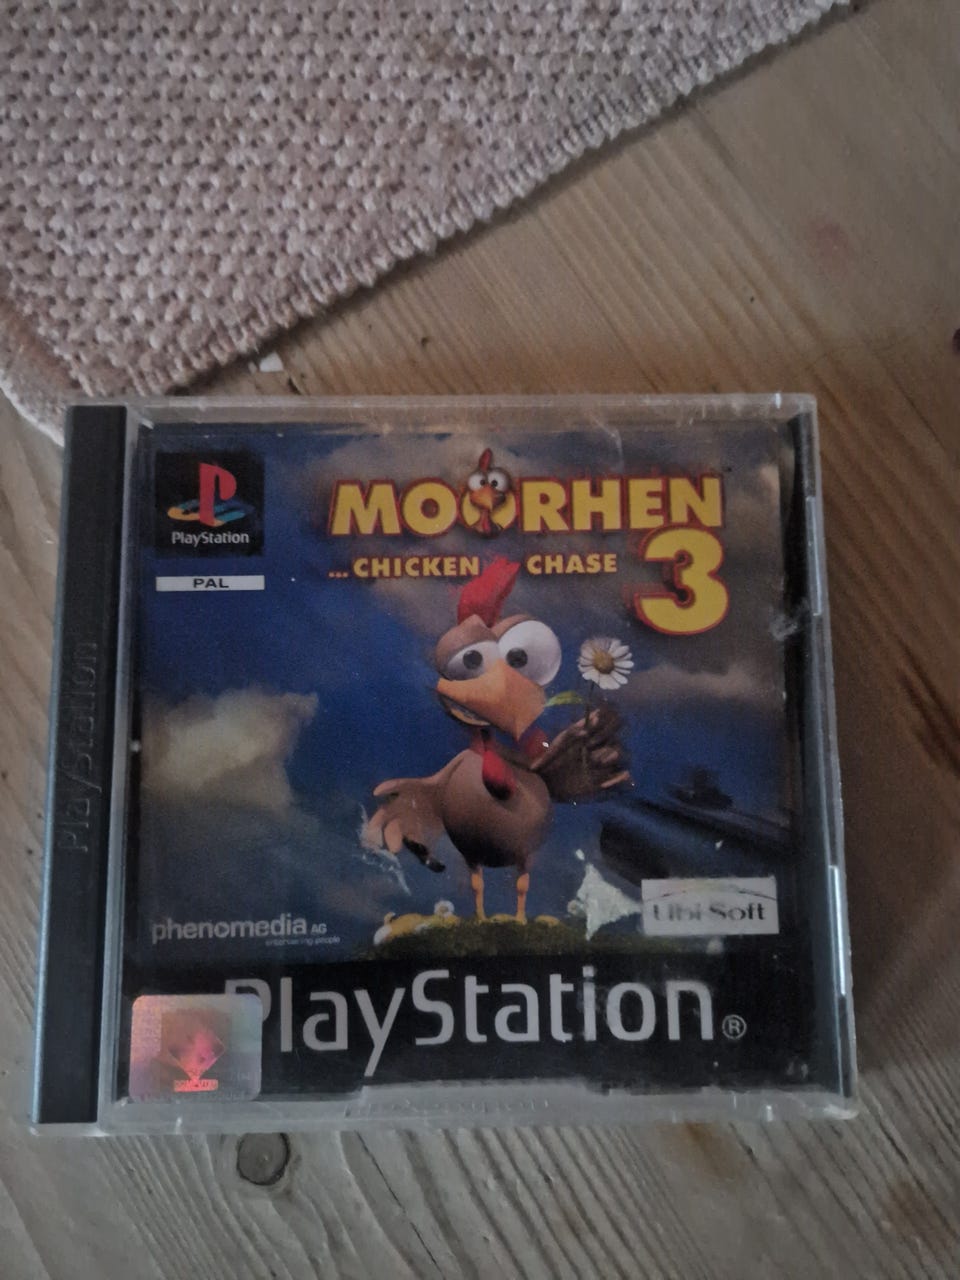 PlayStation
PlayStation
PAL
MOORHEN
...CHICKEN CHASE 3
phenomedia AG
entertaining people
Ubi Soft
PlayStation®